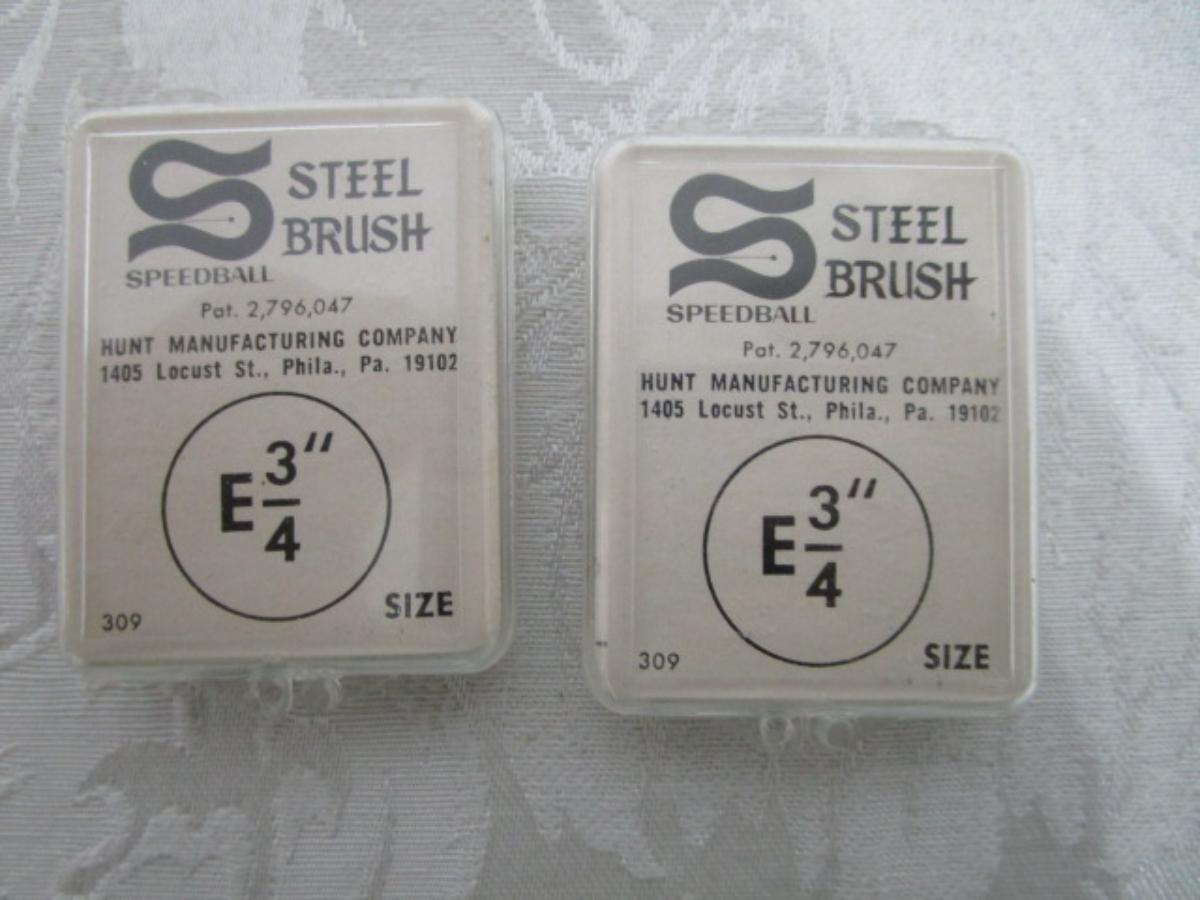 STEEL
BRUSH
SPEEDBALL
Pat. 2,796,047
HUNT MANUFACTURING COMPANY
1405 Locust St., Phila., Pa. 19102
E 3/4"
309
SIZE
STEEL
BRUSH
SPEEDBALL
Pat. 2,796,047
HUNT MANUFACTURING COMPANY
1405 Locust St., Phila., Pa. 19102
E 3/4"
309
SIZE